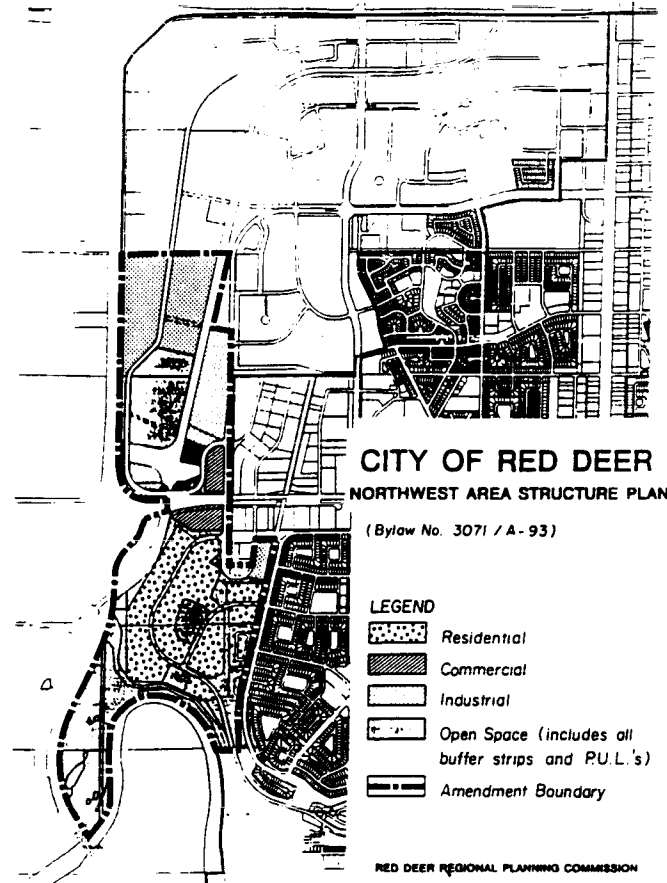 CITY OF RED DEER
NORTHWEST AREA STRUCTURE PLAN
(Bylaw No. 3071 / A-93)
LEGEND
Residential
Commercial
Industrial
Open Space (includes all
buffer strips and P.U.L.'s)
Amendment Boundary
RED DEER REGIONAL PLANNING COMMISSION